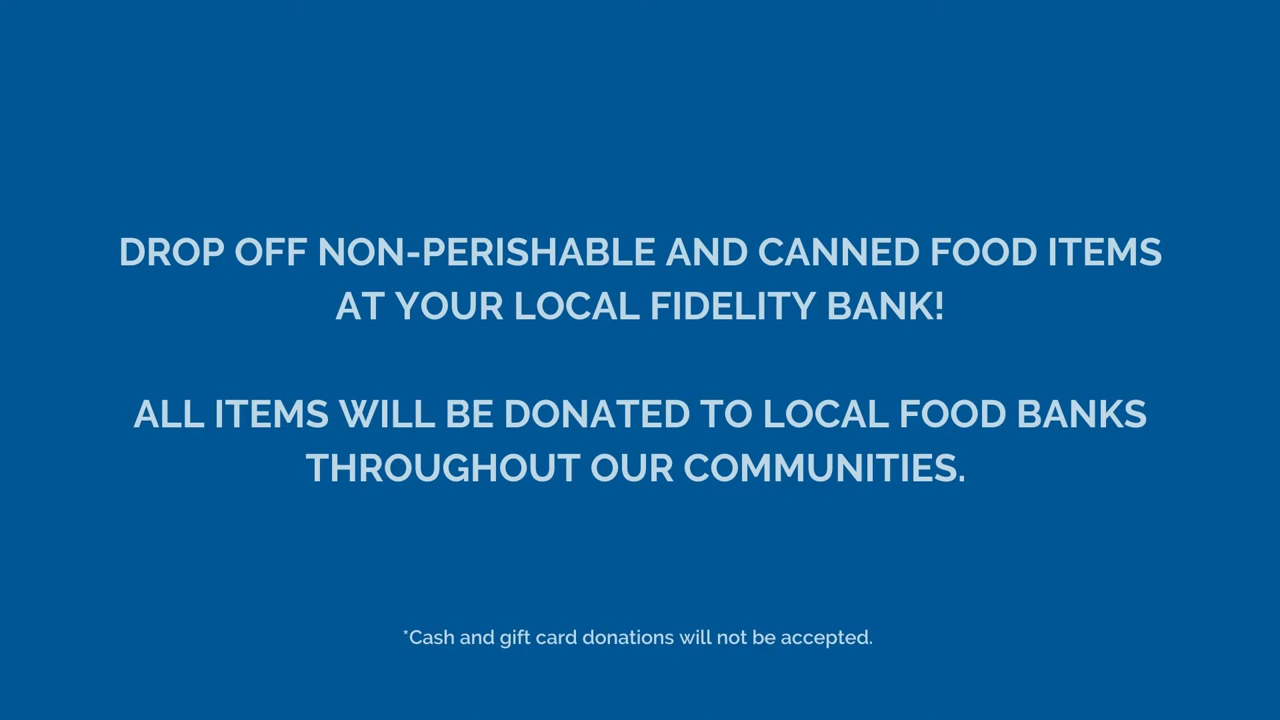 DROP OFF NON-PERISHABLE AND CANNED FOOD ITEMS
AT YOUR LOCAL FIDELITY BANK!
ALL ITEMS WILL BE DONATED TO LOCAL FOOD BANKS
THROUGHOUT OUR COMMUNITIES.
*Cash and gift card donations will not be accepted.